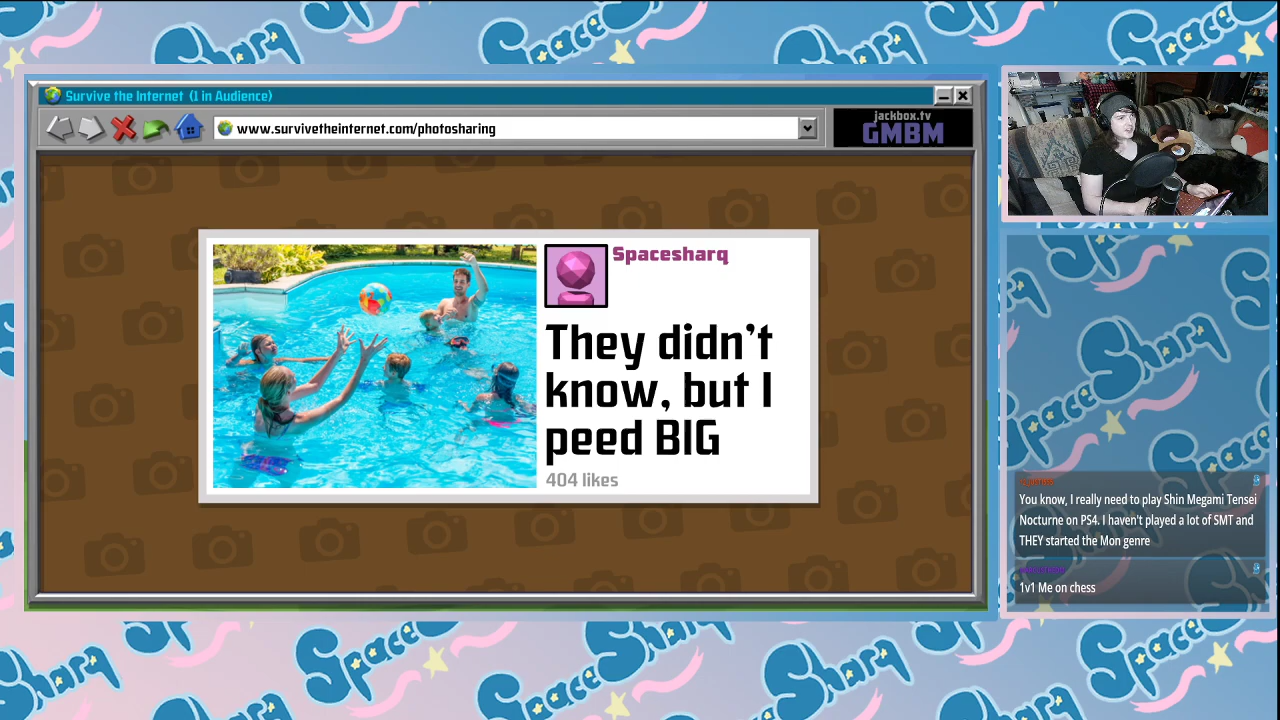 Survive the Internet (1 in Audience)
www.survivetheinternet.com/photosharing
jackbox.tv
GMBM
Spacesharq
They didn't
know, but I
peed BIG
404 likes
You know, I really need to play Shin Megami Tensei
Nocturne on PS4. I haven't played a lot of SMT and
THEY started the Mon genre
1v1 Me on chess
Space Sharq